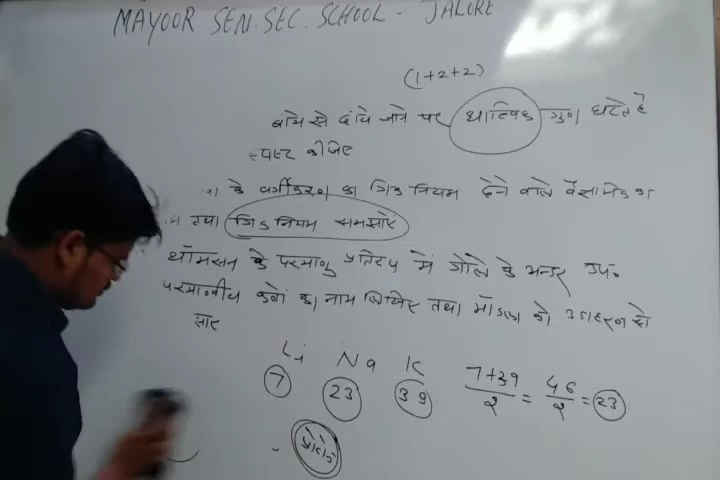 MAYOOR SEN. SEC. SCHOOL - JALORE
(1+2+2)
बांये से दांये जाने पर धात्विक गुण घटते है
स्पष्ट कीजिए
के वर्गीकरण का त्रिक नियम देने वाले वैज्ञानिक का
तथा त्रिक नियम समझाये
थॉमसन के परमाणु प्रतिरूप में गोले के अन्दर उप.
परमाण्वीय कणों का नाम लिखिए तथा मॉडल को उदाहरण से
Li Na K
7 23 39 7+39/2 = 46/2 = 23